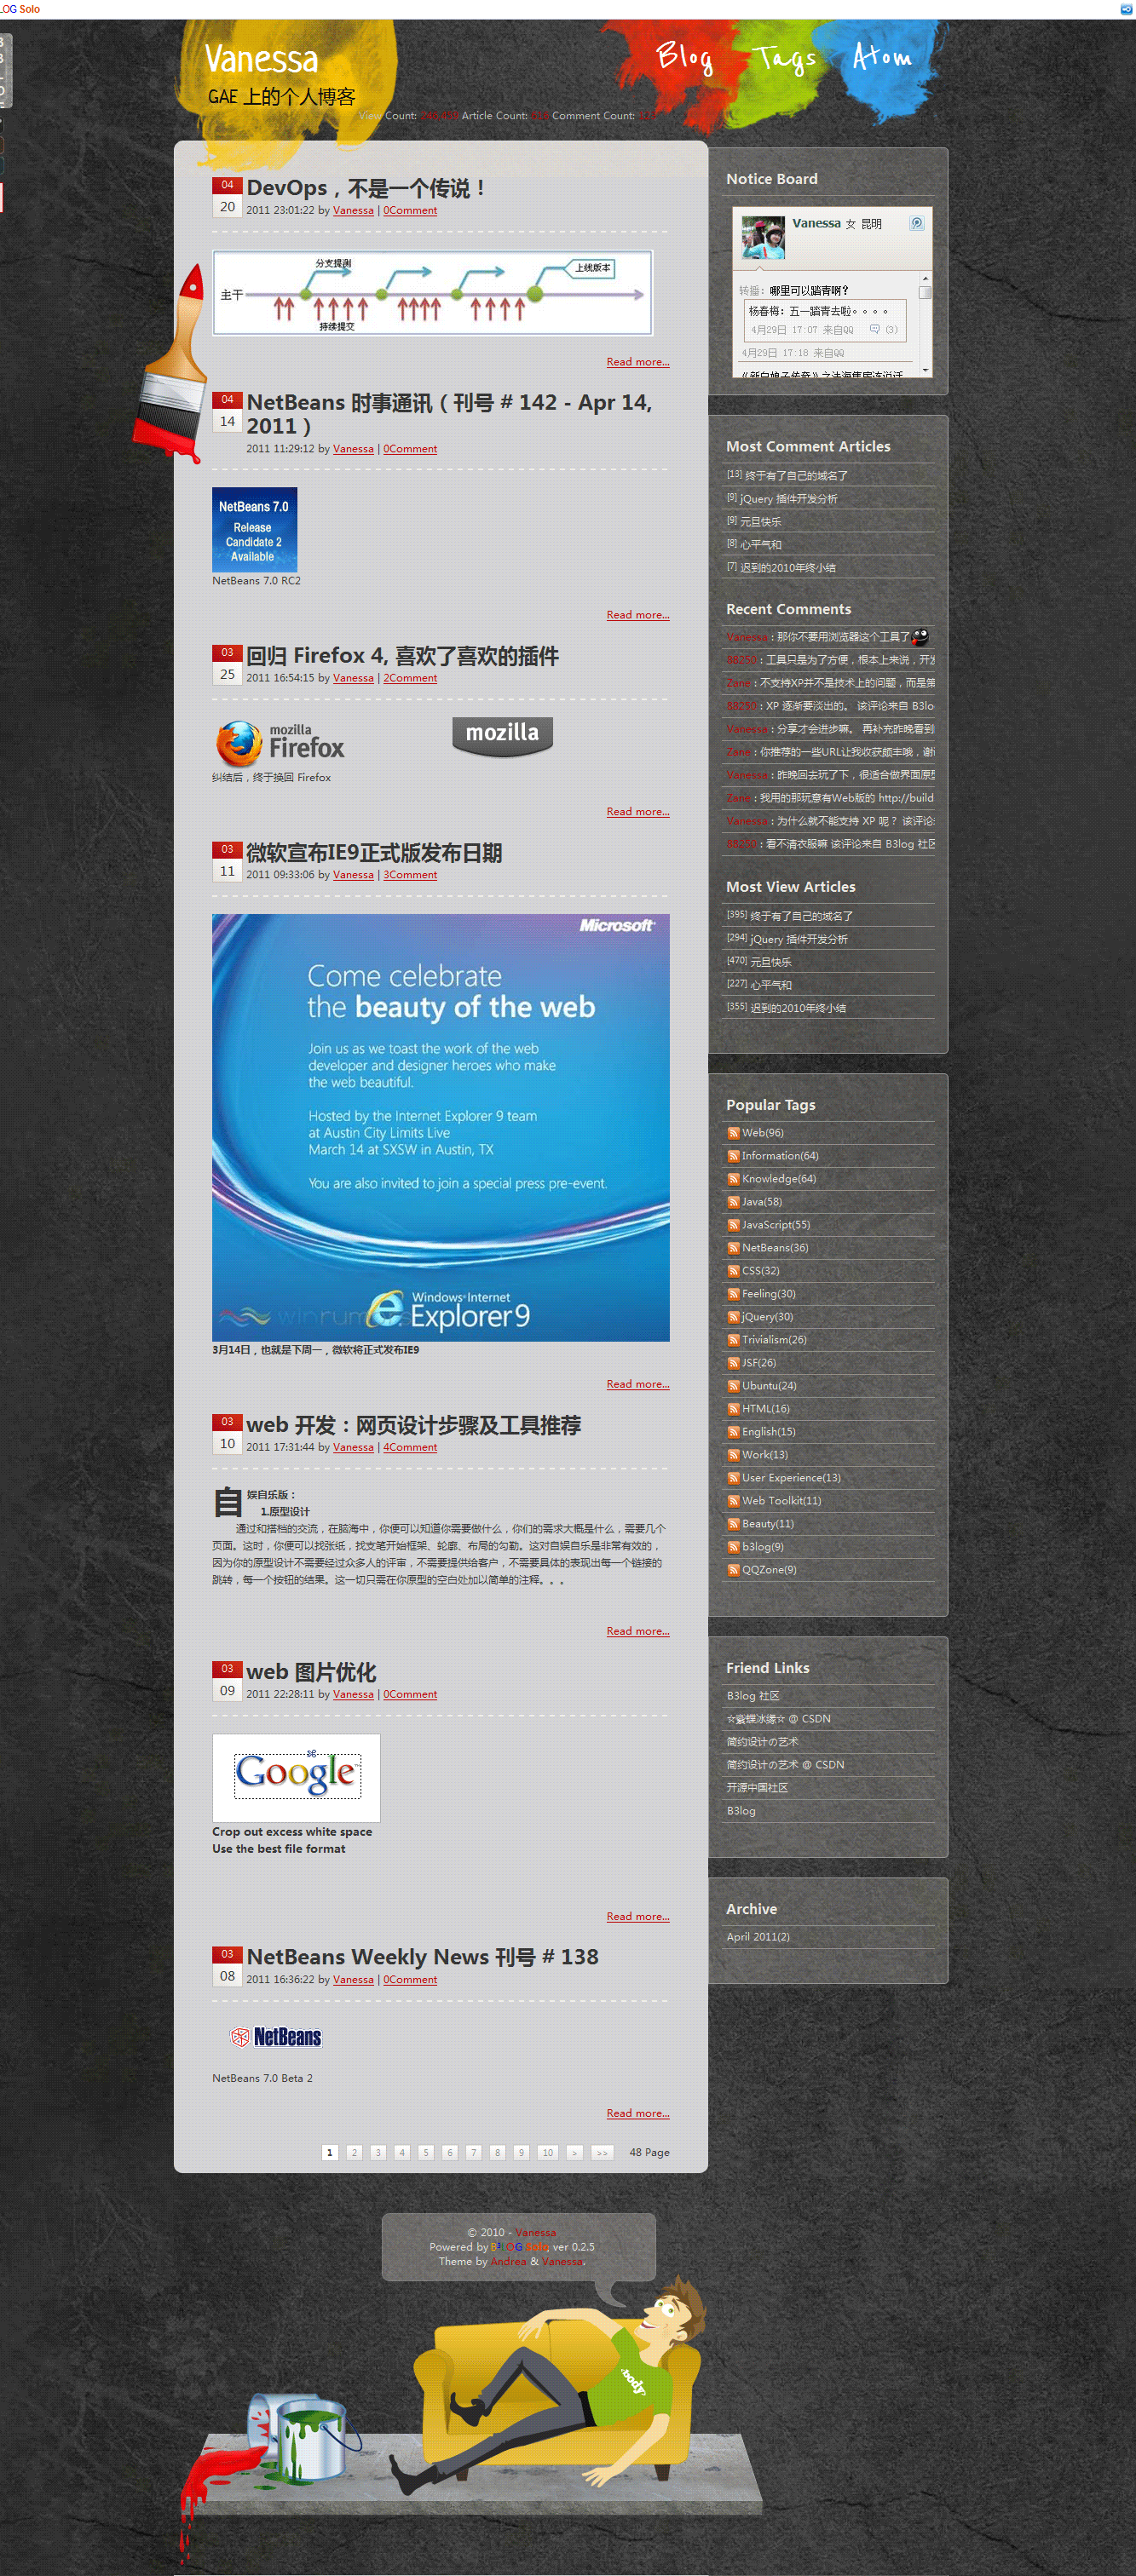 LOG Solo
Vanessa
GAE 上的个人博客
Blog
Tags
Atom
View Count:
Article Count:
Comment Count:
04
20
DevOps，不是一个传说！
2011 23:01:22 by Vanessa | 0Comment
分支提测
上线版本
主干
持续提交
Read more...
04
14
NetBeans 时事通讯（刊号 # 142 - Apr 14, 2011）
2011 11:29:12 by Vanessa | 0Comment
NetBeans 7.0
Release
Candidate 2
Available
NetBeans 7.0 RC2
Read more...
03
25
回归 Firefox 4, 喜欢了喜欢的插件
2011 16:54:15 by Vanessa | 2Comment
mozilla
Firefox
mozilla
纠结后，终于换回 Firefox
Read more...
03
11
微软宣布IE9正式版发布日期
2011 09:33:06 by Vanessa | 3Comment
Microsoft
Come celebrate
the beauty of the web
Join us as we toast the work of the web
developer and designer heroes who make
the web beautiful.
Hosted by the Internet Explorer 9 team
at Austin City Limits Live
March 14 at SXSW in Austin, TX
You are also invited to join a special press pre-event.
Windows Internet
Explorer 9
3月14日，也就是下周一，微软将正式发布IE9
Read more...
03
10
web 开发：网页设计步骤及工具推荐
2011 17:31:44 by Vanessa | 4Comment
自娱自乐版：
1.原型设计
通过和搭档的交流，在脑海中，你便可以知道你需要做什么，你们的需求大概是什么，需要几个
页面。这时，你便可以找张纸，找支笔开始框架、轮廓、布局的勾勒。这对自娱自乐是非常有效的，
因为你的原型设计不需要经过众多人的评审，不需要提供给客户，不需要具体的表现出每一个链接的
跳转，每一个按钮的结果。这一切只需在你原型的空白处加以简单的注释。。。
Read more...
03
09
web 图片优化
2011 22:28:11 by Vanessa | 0Comment
Google
Crop out excess white space
Use the best file format
Read more...
03
08
NetBeans Weekly News 刊号 # 138
2011 16:36:22 by Vanessa | 0Comment
NetBeans
NetBeans 7.0 Beta 2
Read more...
1 2 3 4 5 6 7 8 9 10 > >> 48 Page
Notice Board
Vanessa 女 昆明
转播：哪里可以踏青啊？
杨春梅：五一踏青去啦。。。。
4月29日 17:07 来自QQ (3)
4月29日 17:18 来自QQ
Most Comment Articles
[13] 终于有了自己的域名了
[9] jQuery 插件开发分析
[9] 元旦快乐
[8] 心平气和
[7] 迟到的2010年终小结
Recent Comments
Vanessa : 那你不要用浏览器这个工具了
88250 : 工具只是为了方便，根本上来说，开发
Zane : 不支持XP并不是技术上的问题，而是策
88250 : XP 逐渐要淡出的。 该评论来自 B3lo
Vanessa : 分享才会进步嘛。 再补充昨晚看到
Zane : 你推荐的一些URL让我收获颇丰哦，谢
Vanessa : 昨晚回去玩了下，很适合做界面原型
Zane : 我用的那玩意有Web版的 http://build
Vanessa : 为什么就不能支持 XP 呢？ 该评论
88250 : 看不清衣服嘛 该评论来自 B3log 社区
Most View Articles
[395] 终于有了自己的域名了
[294] jQuery 插件开发分析
[470] 元旦快乐
[227] 心平气和
[355] 迟到的2010年终小结
Popular Tags
Web(96)
Information(64)
Knowledge(64)
Java(58)
JavaScript(55)
NetBeans(36)
CSS(32)
Feeling(30)
jQuery(30)
Trivialism(26)
JSF(26)
Ubuntu(24)
HTML(16)
English(15)
Work(13)
User Experience(13)
Web Toolkit(11)
Beauty(11)
b3log(9)
QQZone(9)
Friend Links
B3log 社区
☆蜜蝶冰缘☆ @ CSDN
简约设计の艺术
简约设计の艺术 @ CSDN
开源中国社区
B3log
Archive
April 2011(2)
© 2010 - Vanessa
Powered by B3LOG Solo, ver 0.2.5
Theme by Andrea & Vanessa.
body